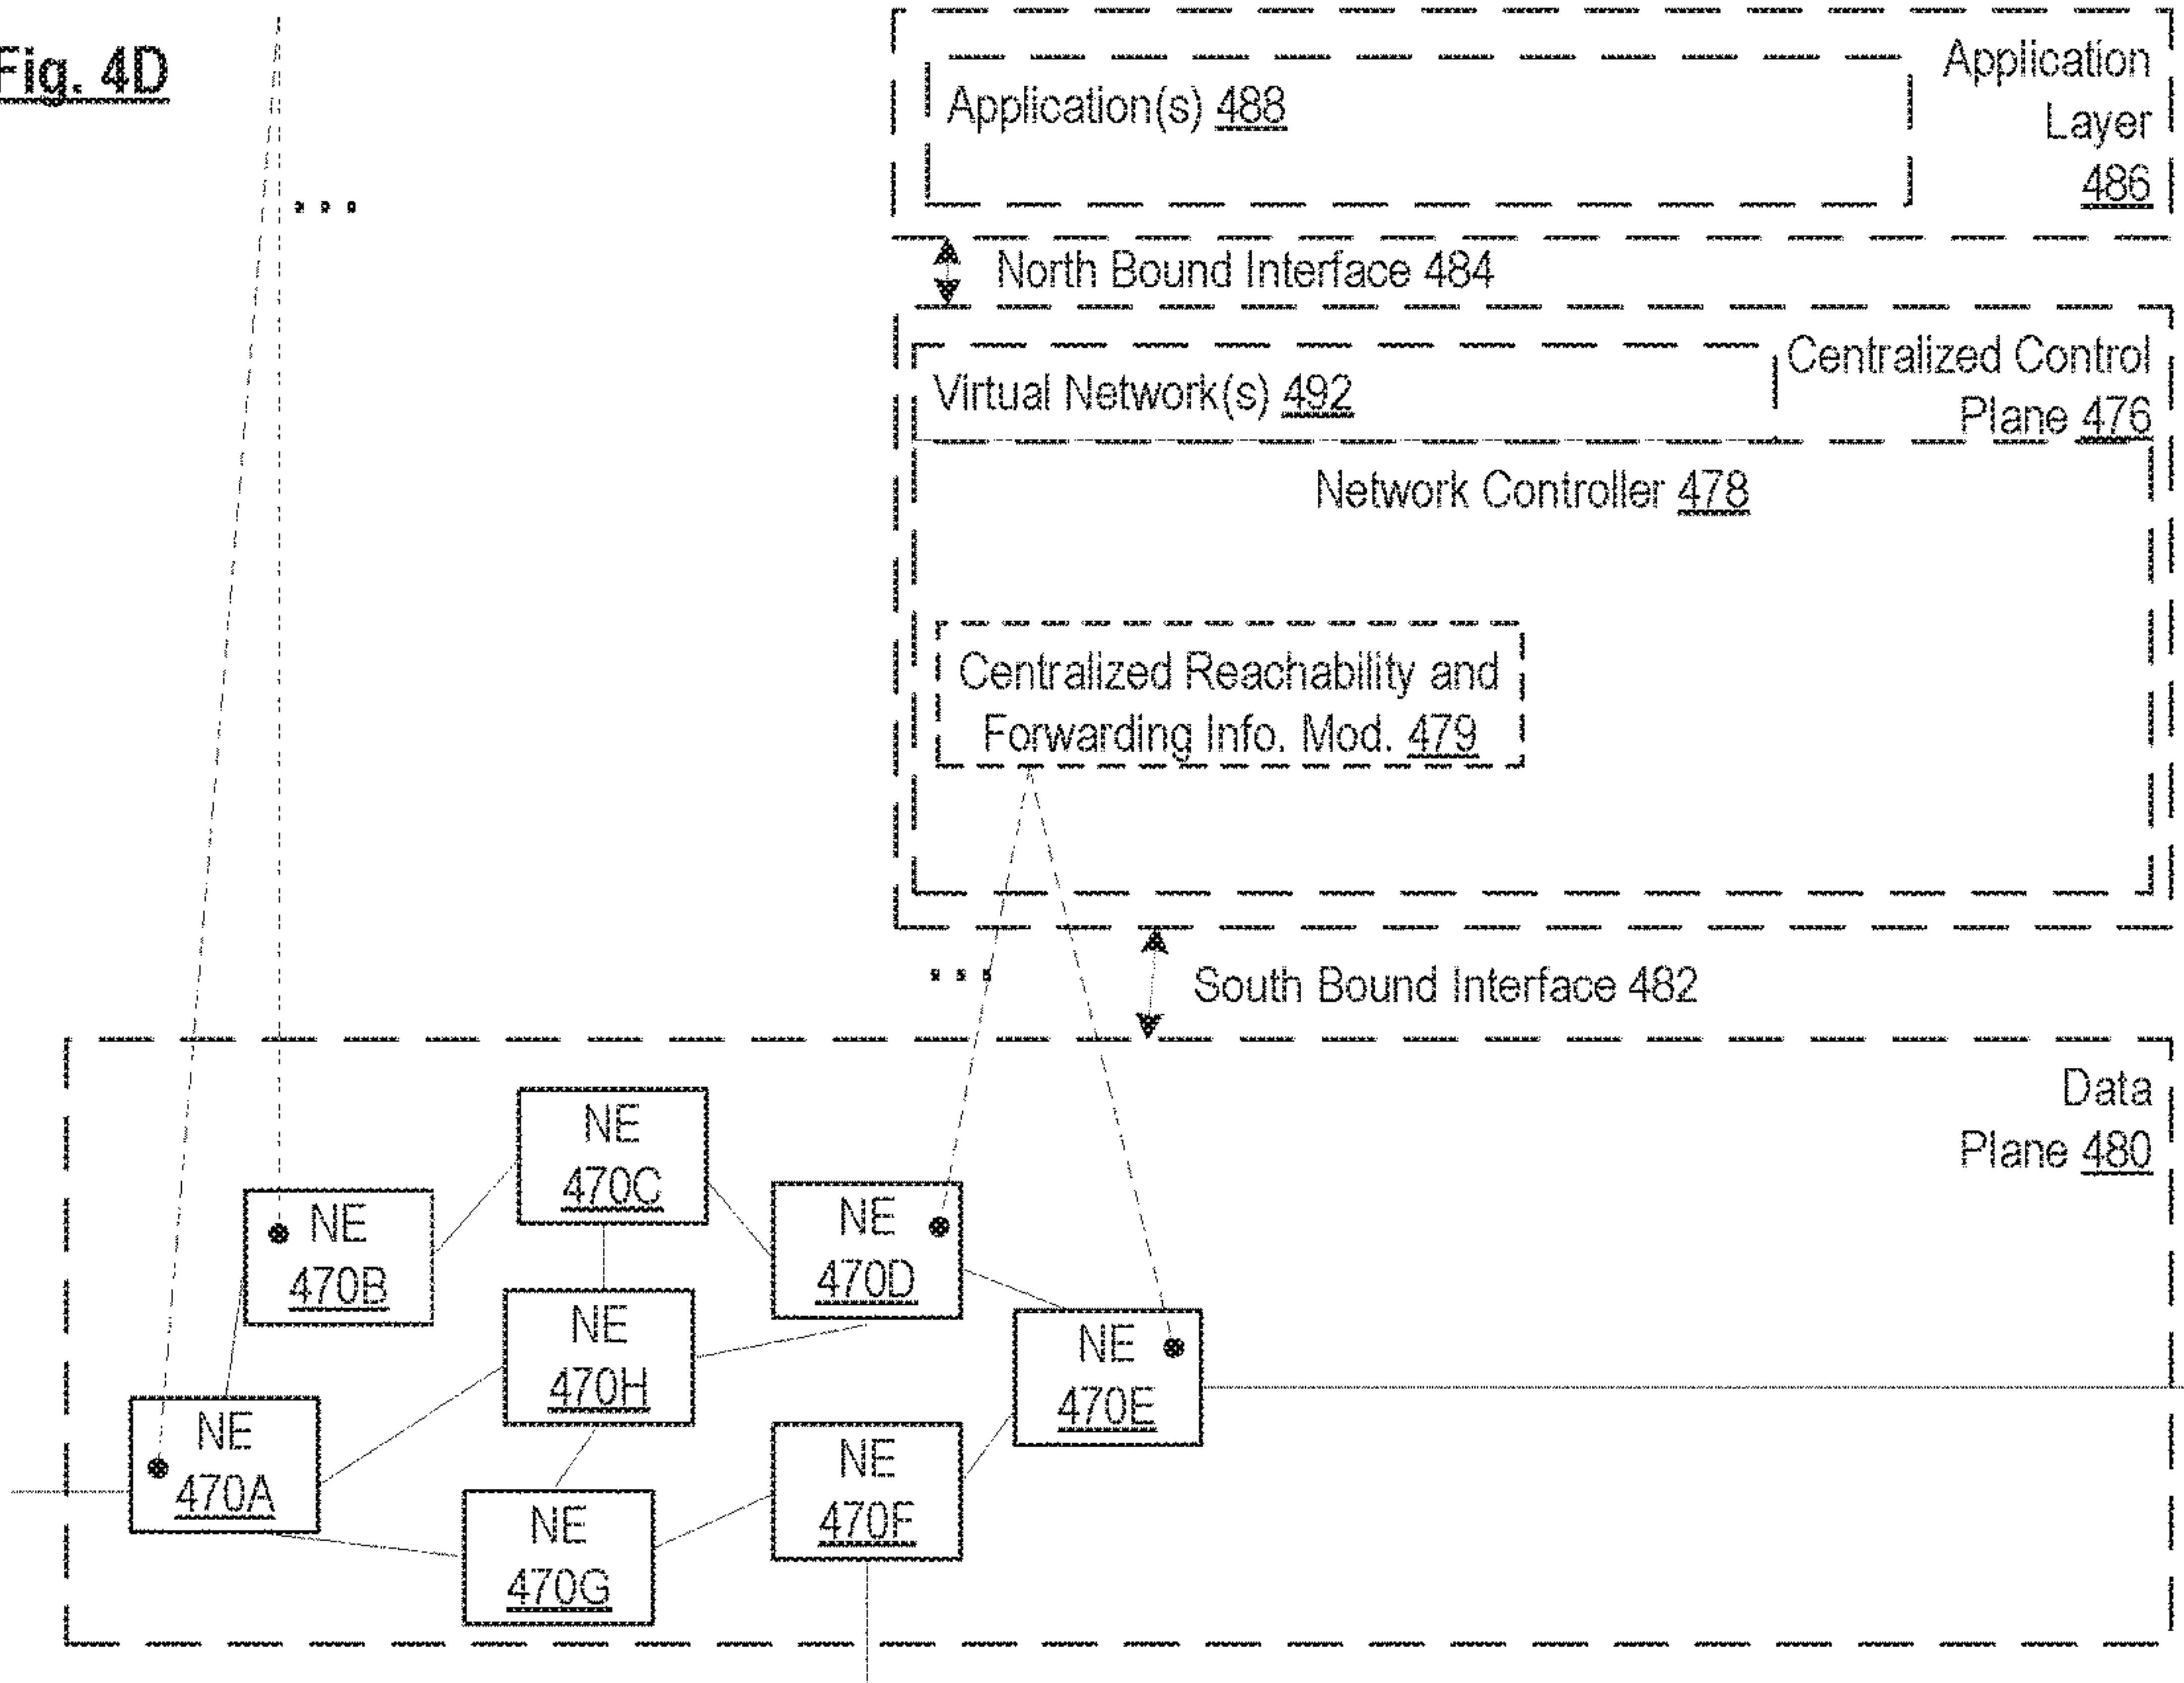 Fig. 4D
Application(s) 488
Application
Layer
486
North Bound Interface 484
Virtual Network(s) 492
Centralized Control
Plane 476
Network Controller 478
Centralized Reachability and
Forwarding Info. Mod. 479
South Bound Interface 482
Data
Plane 480
NE
470C
NE
470B
NE
470D
NE
470H
NE
470E
NE
470A
NE
470F
NE
470G